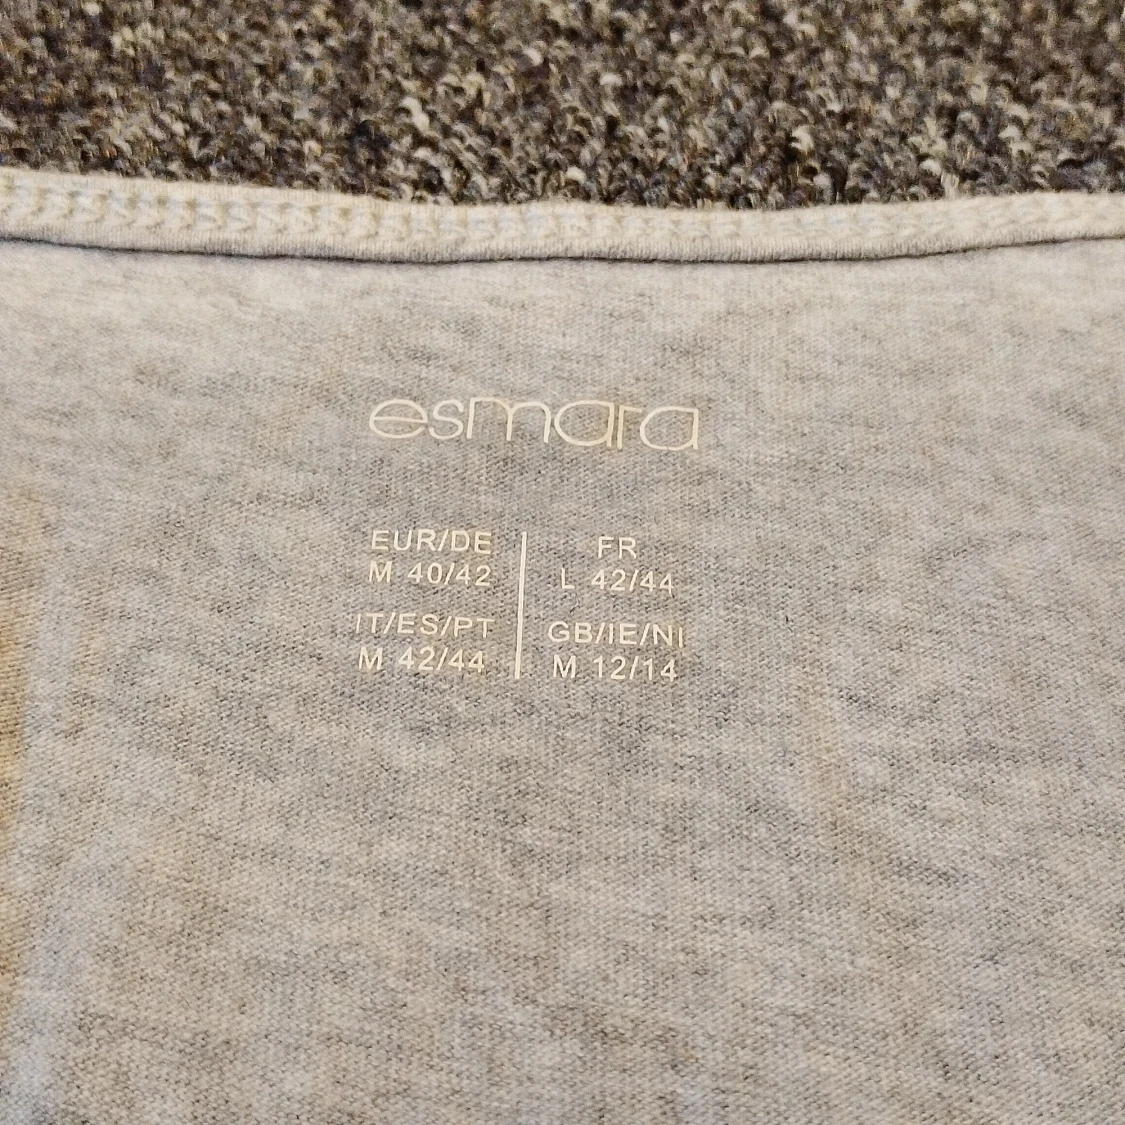 esmara
EUR/DE
M 40/42
FR
L 42/44
IT/ES/PT
M 42/44
GB/IE/NI
M 12/14